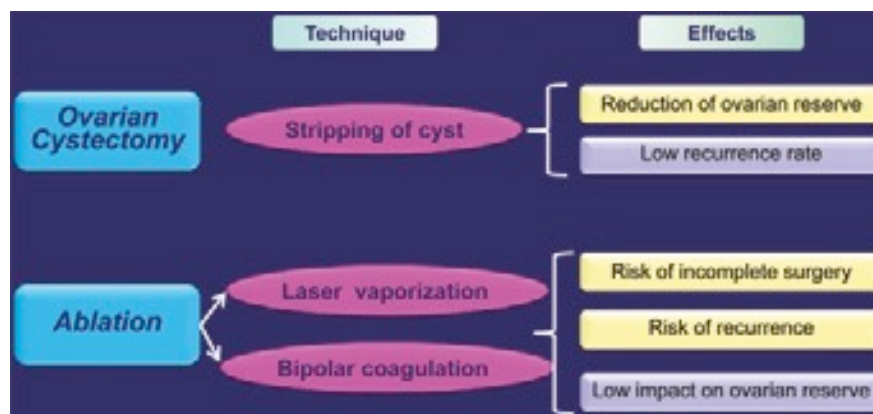 Technique
Effects
Ovarian
Cystectomy
Stripping of cyst
Reduction of ovarian reserve
Low recurrence rate
Ablation
Laser vaporization
Bipolar coagulation
Risk of incomplete surgery
Risk of recurrence
Low impact on ovarian reserve